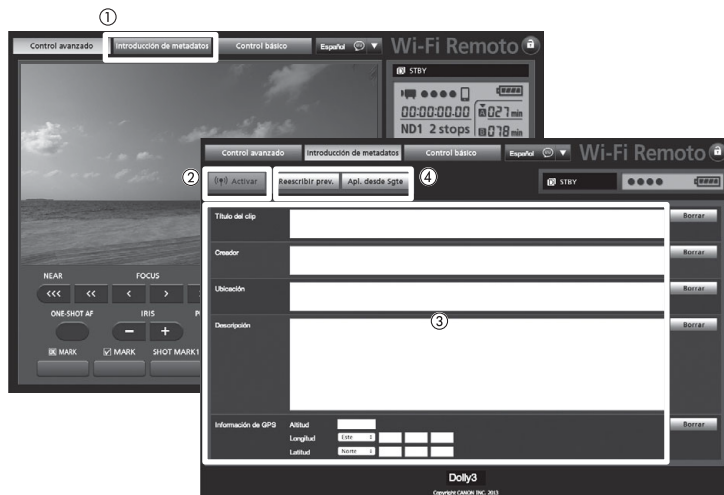 ①
Control avanzado Introducción de metadatos Control básico Español Wi-Fi Remoto
STBY
00:00:00.00 A 027 min
ND1 2 stops B 078 min
NEAR FOCUS
<<< << < >
ONE-SHOT AF IRIS
− +
OK MARK ✓ MARK SHOT MARK1
Control avanzado Introducción de metadatos Control básico Español Wi-Fi Remoto
② Activar Reescribir prev. Apl. desde Sgte ④ STBY
Título del clip Borrar
Creador Borrar
Ubicación Borrar
Descripción ③ Borrar
Información de GPS Altitud Borrar
Longitud Este
Latitud Norte
Dolly3
Copyright CANON INC. 2013